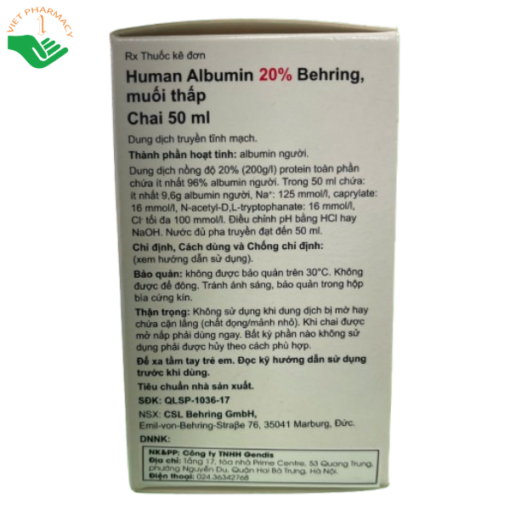 VIET PHARMACY
Rx Thuốc kê đơn
Human Albumin 20% Behring,
muối thấp
Chai 50 ml
Dung dịch truyền tĩnh mạch.
Thành phần hoạt tính: albumin người.
Dung dịch nồng độ 20% (200g/l) protein toàn phần
chứa ít nhất 96% albumin người. Trong 50 ml chứa:
ít nhất 9,6g albumin người, Na⁺: 125 mmol/l, caprylate:
16 mmol/l, N-acetyl-D,L-tryptophanate: 16 mmol/l,
Cl⁻ tối đa 100 mmol/l. Điều chỉnh pH bằng HCl hay
NaOH. Nước đủ pha truyền đạt đến 50 ml.
Chỉ định, Cách dùng và Chống chỉ định:
(xem hướng dẫn sử dụng).
Bảo quản: không được bảo quản trên 30°C. Không
được để đông. Tránh ánh sáng, bảo quản trong hộp
bìa cứng kín.
Thận trọng: Không sử dụng khi dung dịch bị mờ hay
chứa cặn lắng (chất đọng/mảnh nhỏ). Khi chai được
mở nắp phải dùng ngay. Bất kỳ phần nào không sử
dụng phải được hủy theo cách phù hợp.
Để xa tầm tay trẻ em. Đọc kỹ hướng dẫn sử dụng
trước khi dùng.
Tiêu chuẩn nhà sản xuất.
SĐK: QLSP-1036-17
NSX: CSL Behring GmbH,
Emil-von-Behring-Straße 76, 35041 Marburg, Đức.
DNNK:
NK&PP: Công ty TNHH Gendis
Địa chỉ: Tầng 17, tòa nhà Prime Centre, 53 Quang Trung,
phường Nguyễn Du, Quận Hai Bà Trưng, Hà Nội.
Điện thoại: 024.36342768